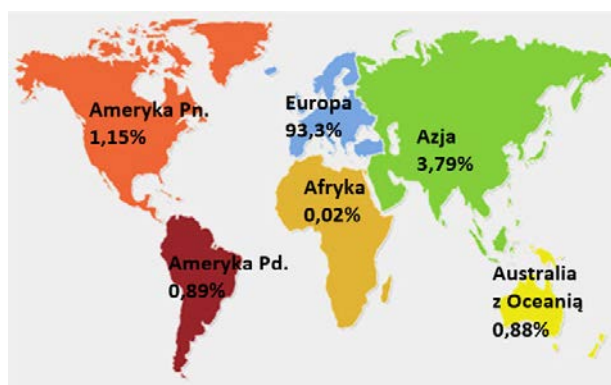 Ameryka Pn.
1,15%
Europa
93,3%
Azja
3,79%
Afryka
0,02%
Ameryka Pd.
0,89%
Australia
z Oceanią
0,88%